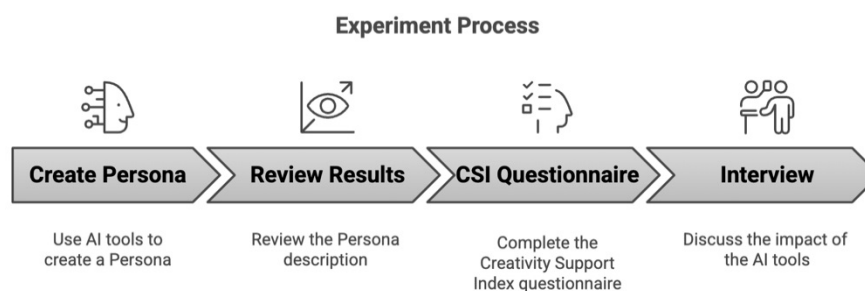 Experiment Process
Create Persona
Review Results
CSI Questionnaire
Interview
Use AI tools to
create a Persona
Review the Persona
description
Complete the
Creativity Support
Index questionnaire
Discuss the impact of
the AI tools